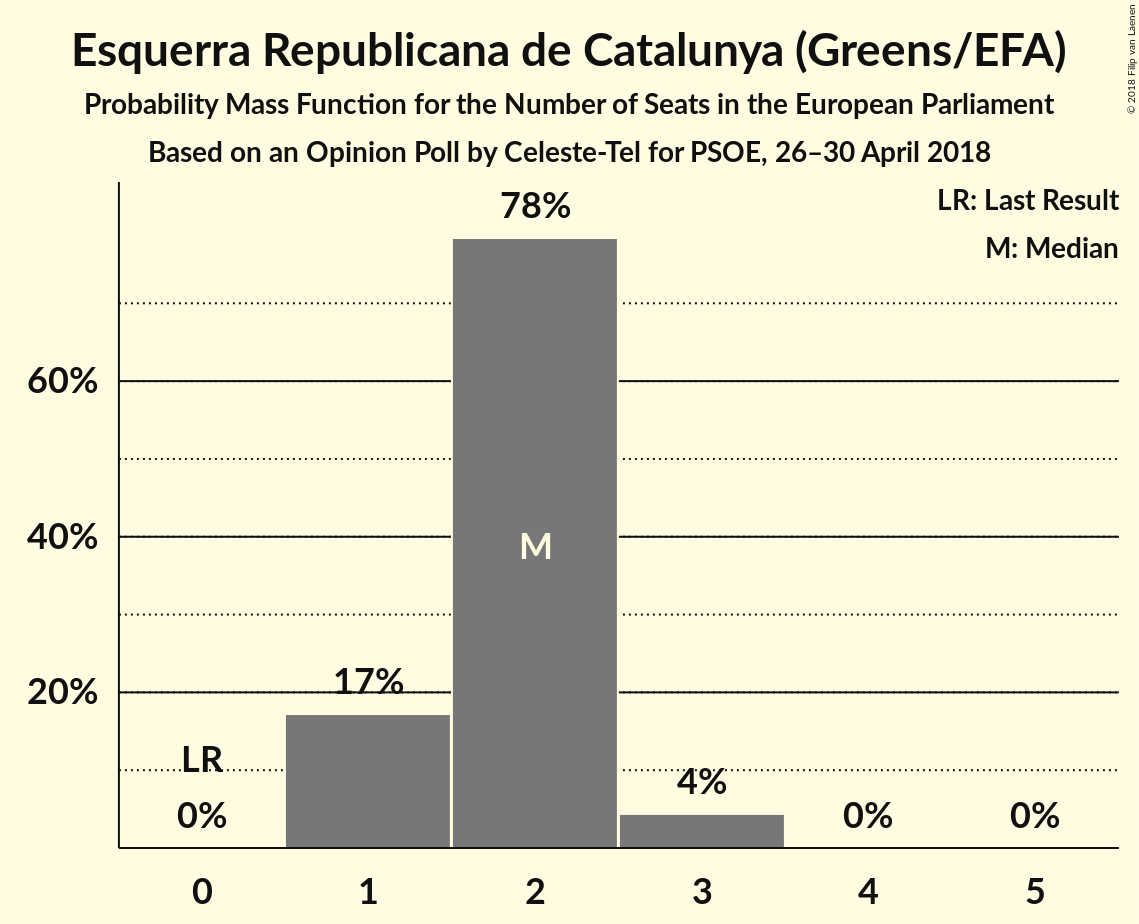 Esquerra Republicana de Catalunya (Greens/EFA)
Probability Mass Function for the Number of Seats in the European Parliament
Based on an Opinion Poll by Celeste-Tel for PSOE, 26–30 April 2018
© 2018 Filip van Laenen
LR: Last Result
M: Median
78%
60%
40%
M
20%
17%
LR
0%
4%
0%
0%
0 1 2 3 4 5